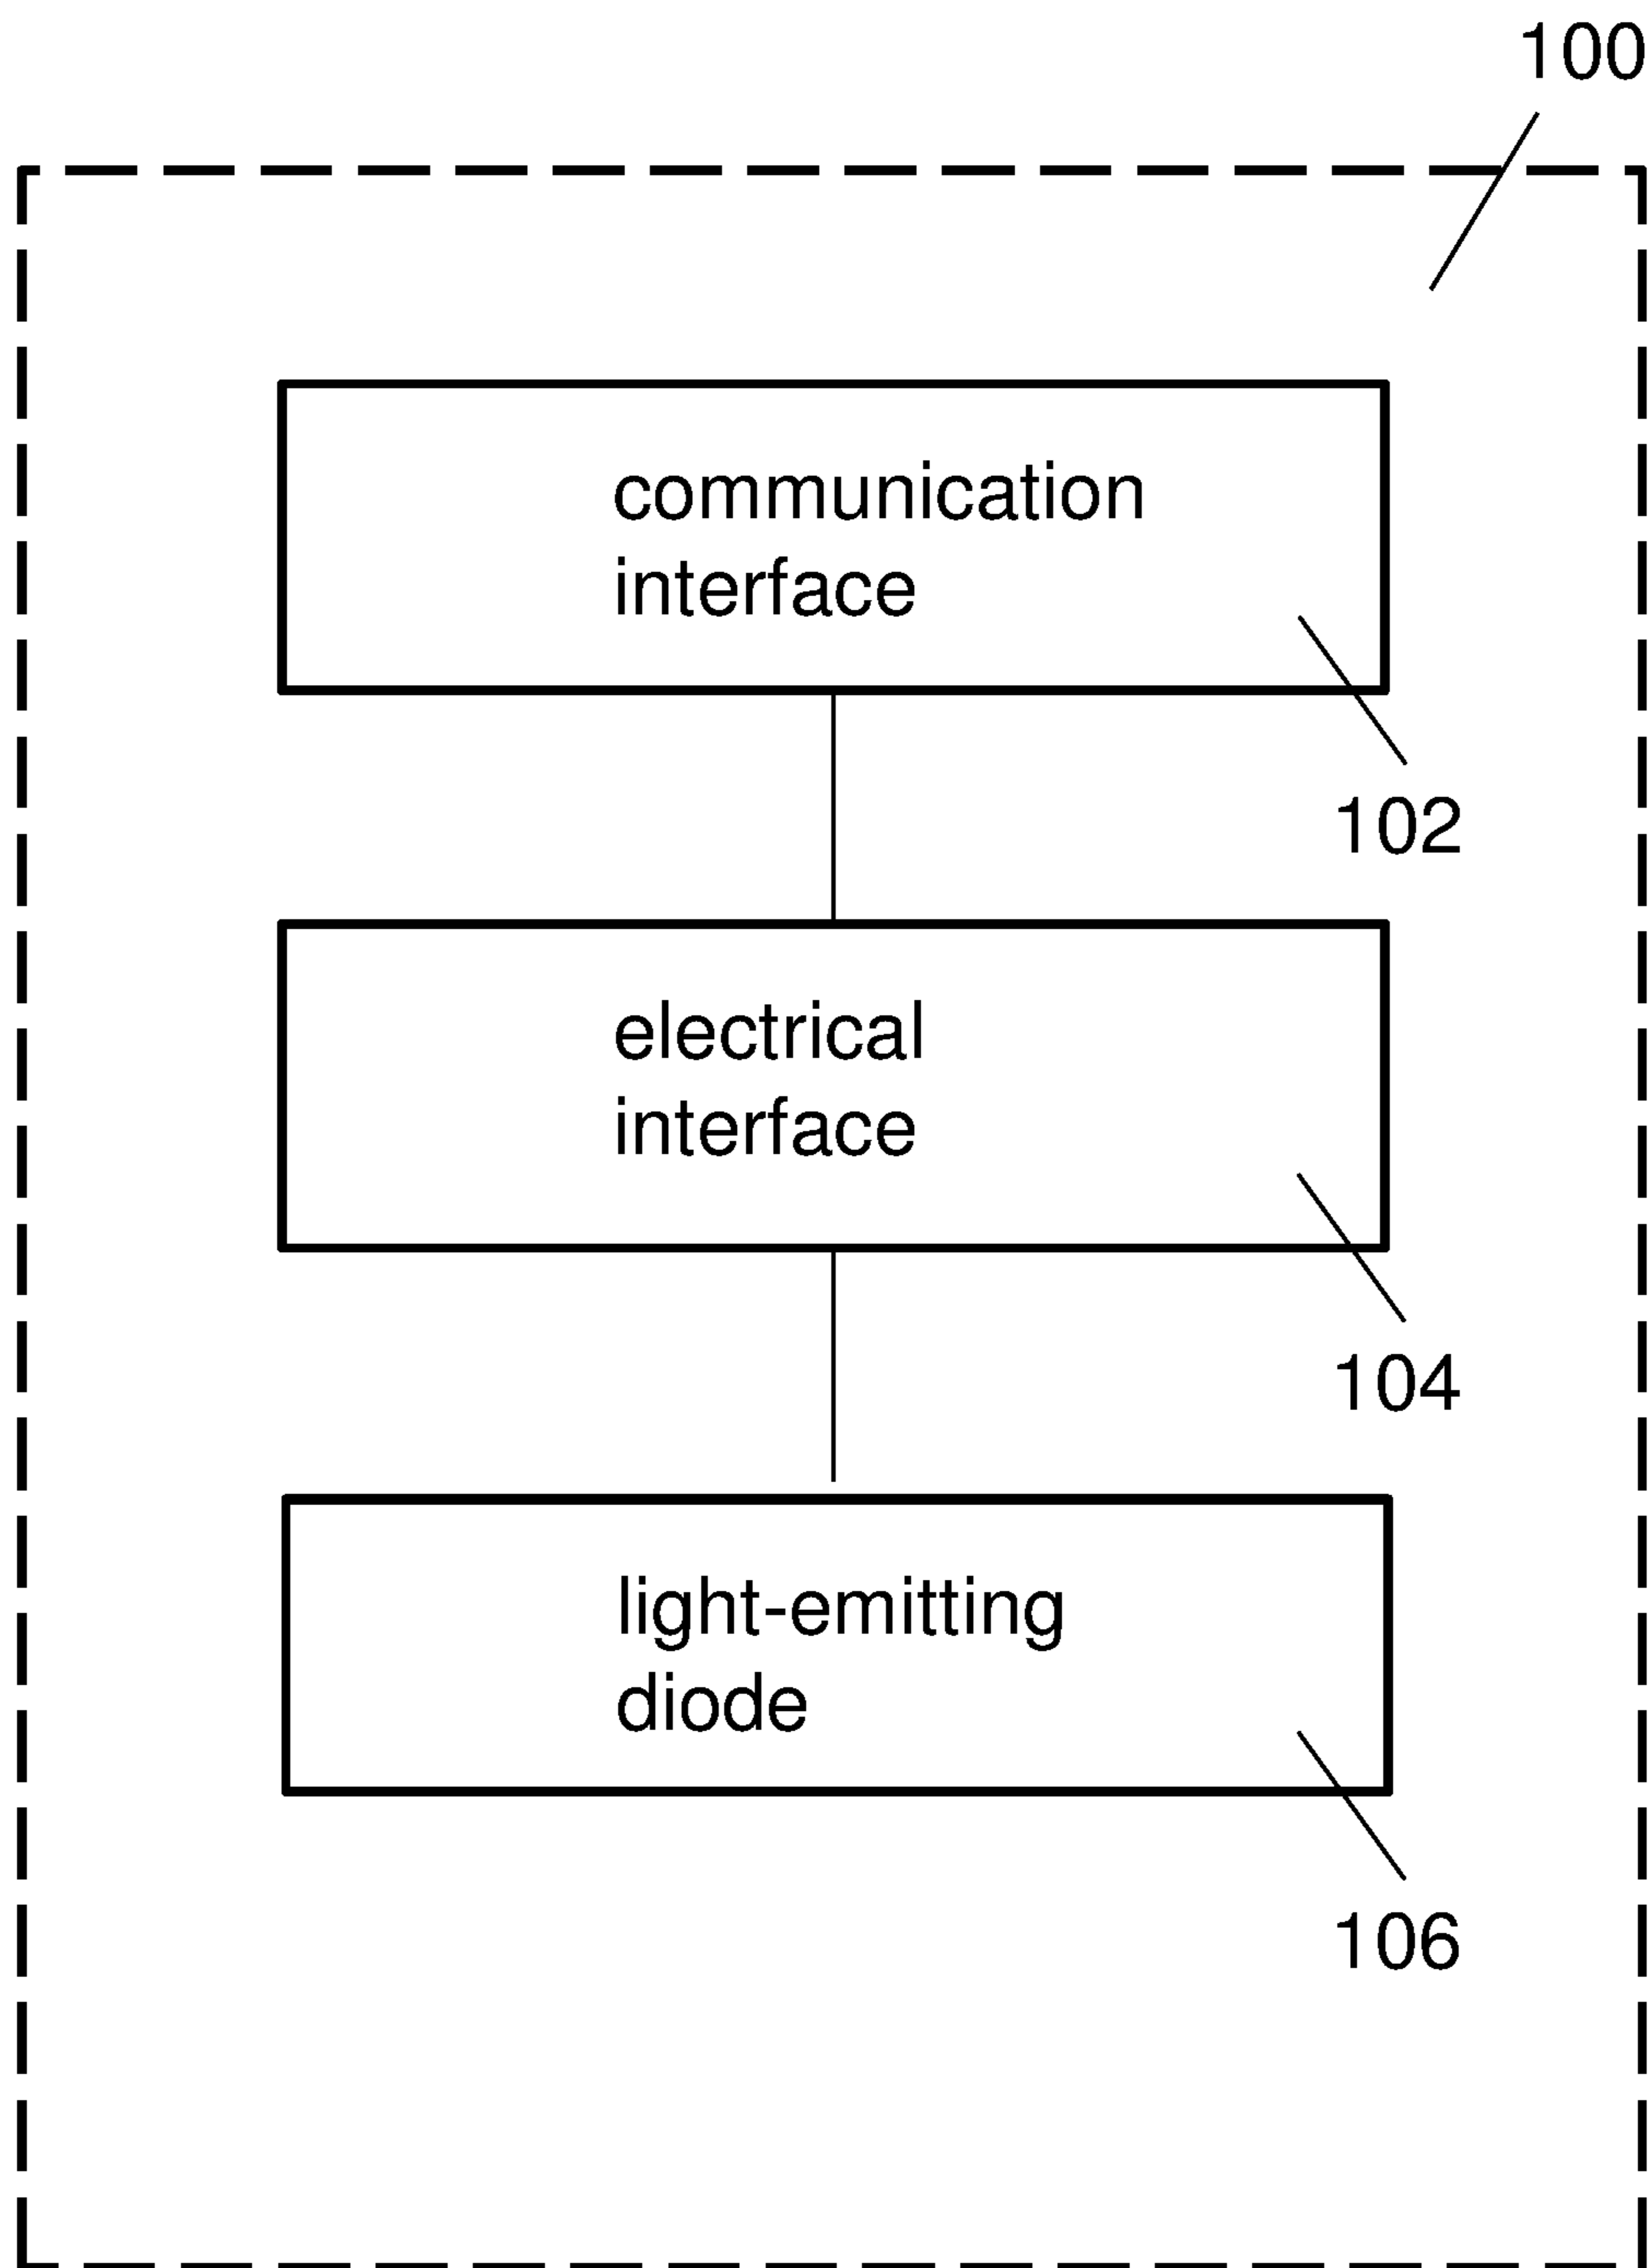 100
communication
interface
102
electrical
interface
104
light-emitting
diode
106